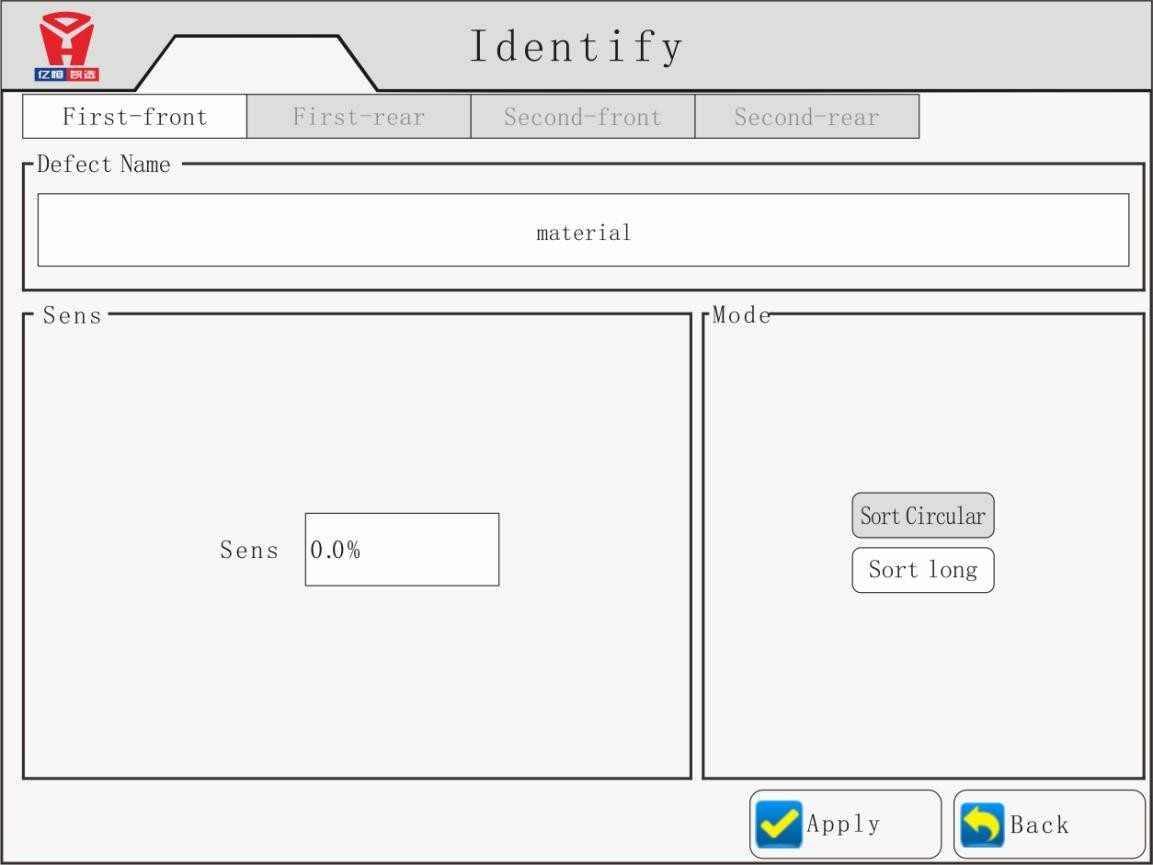 Identify
亿恒智选
First-front
First-rear
Second-front
Second-rear
Defect Name
material
Sens
Sens
0.0%
Mode
Sort Circular
Sort long
Apply
Back